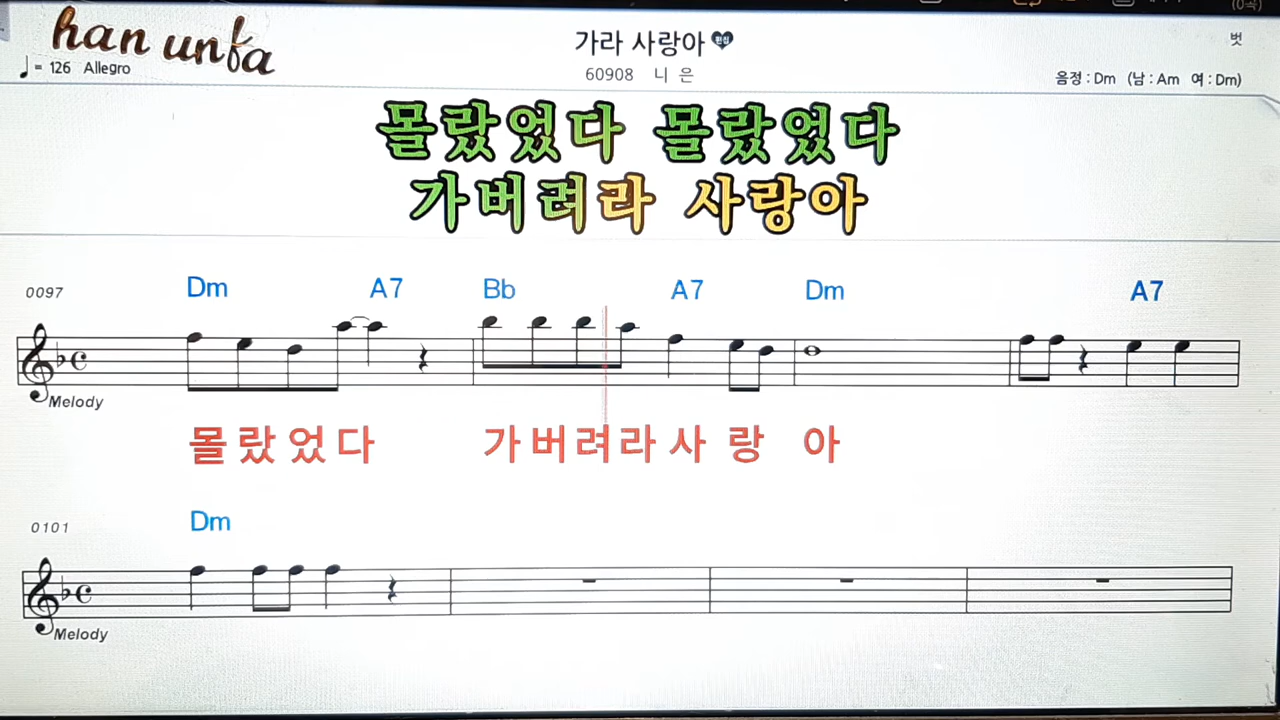 han unfa
♩= 126 Allegro
가라 사랑아 편집
60908 니 은
벗
음정 : Dm (남 : Am 여 : Dm)
몰랐었다 몰랐었다
가버려라 사랑아
0097 Dm A7 Bb A7 Dm A7
Melody
몰랐었다 가버려라사랑아
0101 Dm
Melody